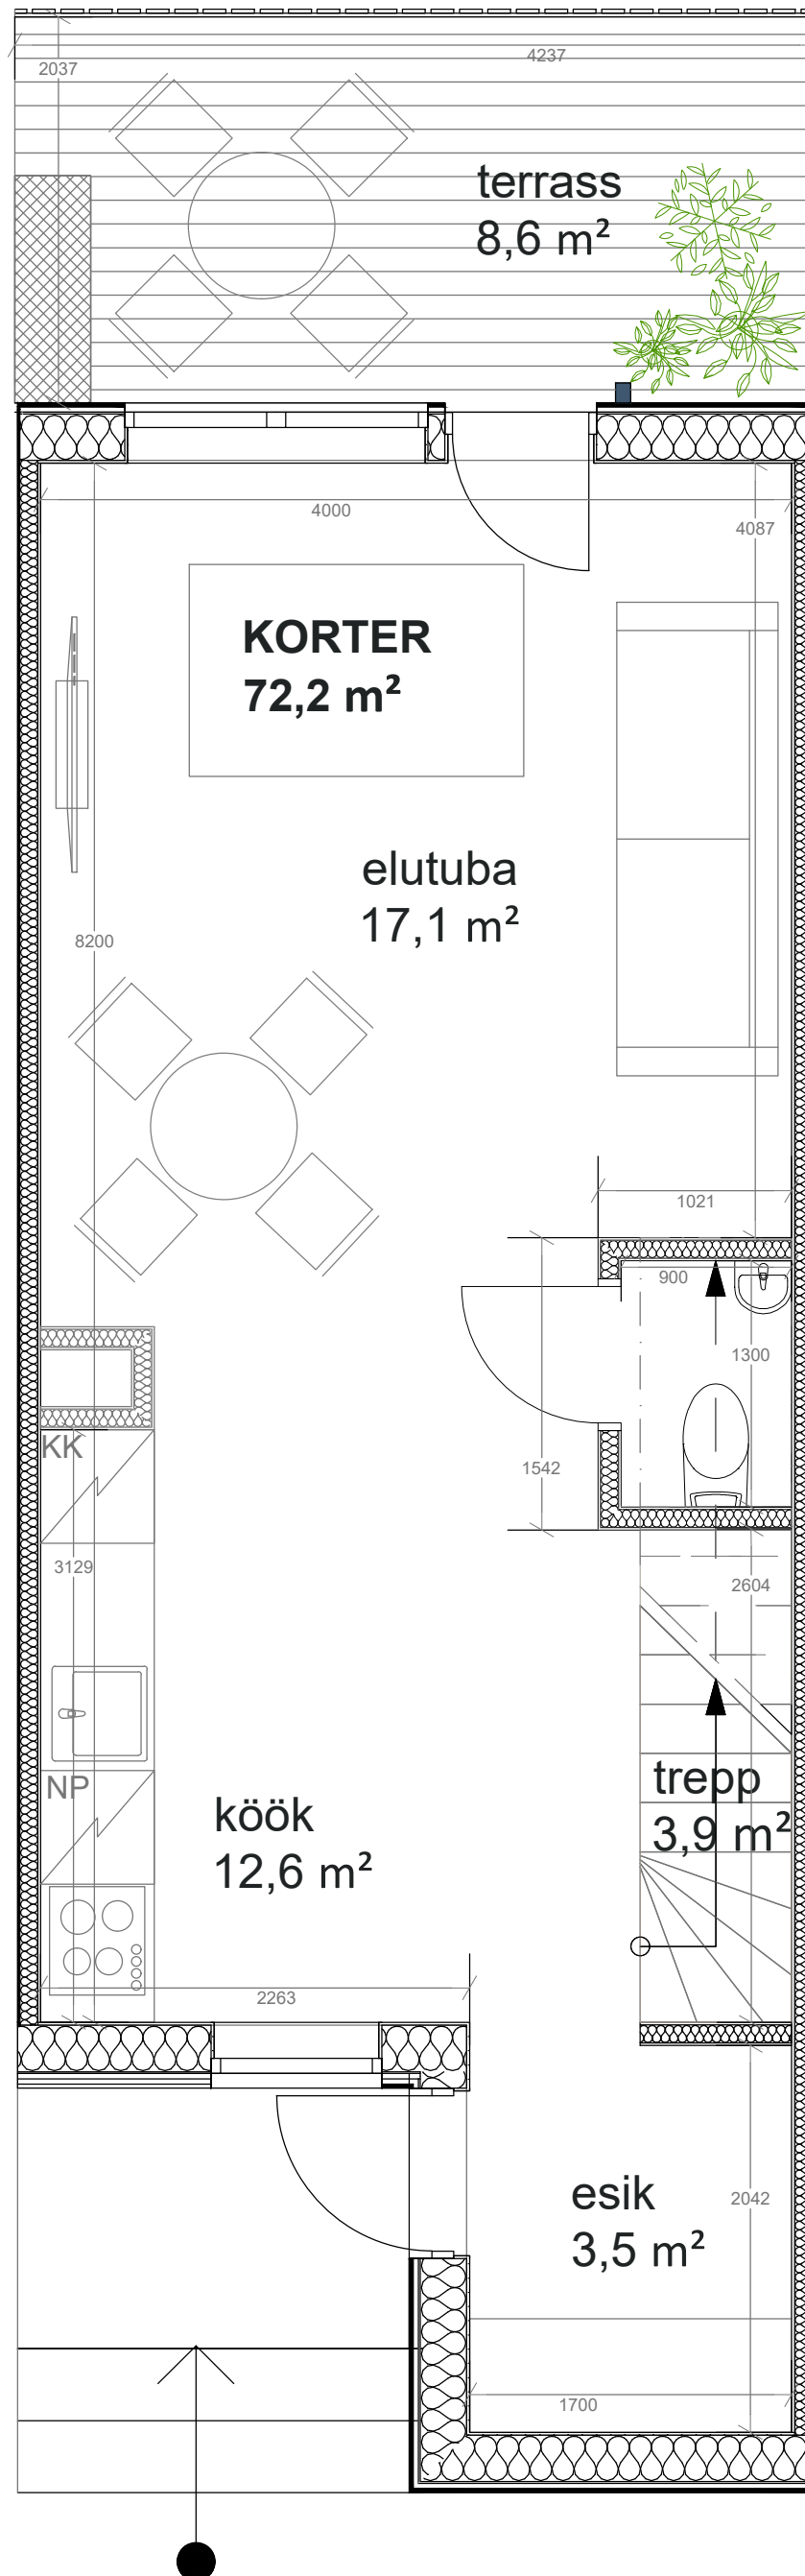 4237
2037
terrass
8,6 m²
4000
4087
KORTER
72,2 m²
elutuba
17,1 m²
8200
1021
900
1300
KK
1542
3129
2604
NP
trepp
3,9 m²
köök
12,6 m²
2263
esik
3,5 m²
2042
1700